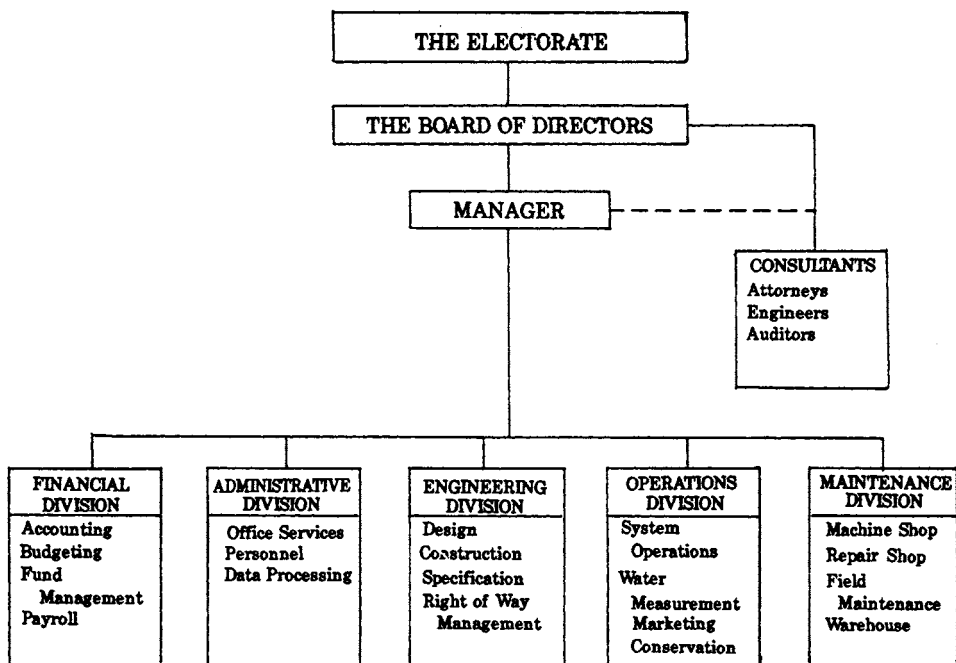 THE ELECTORATE
THE BOARD OF DIRECTORS
MANAGER
CONSULTANTS
Attorneys
Engineers
Auditors
FINANCIAL
DIVISION
Accounting
Budgeting
Fund
Management
Payroll
ADMINISTRATIVE
DIVISION
Office Services
Personnel
Data Processing
ENGINEERING
DIVISION
Design
Construction
Specification
Right of Way
Management
OPERATIONS
DIVISION
System
Operations
Water
Measurement
Marketing
Conservation
MAINTENANCE
DIVISION
Machine Shop
Repair Shop
Field
Maintenance
Warehouse